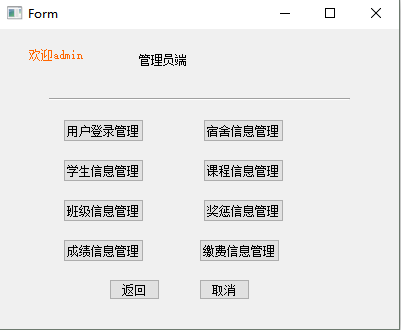 Form
欢迎admin
管理员端
用户登录管理 宿舍信息管理
学生信息管理 课程信息管理
班级信息管理 奖惩信息管理
成绩信息管理 缴费信息管理
返回 取消